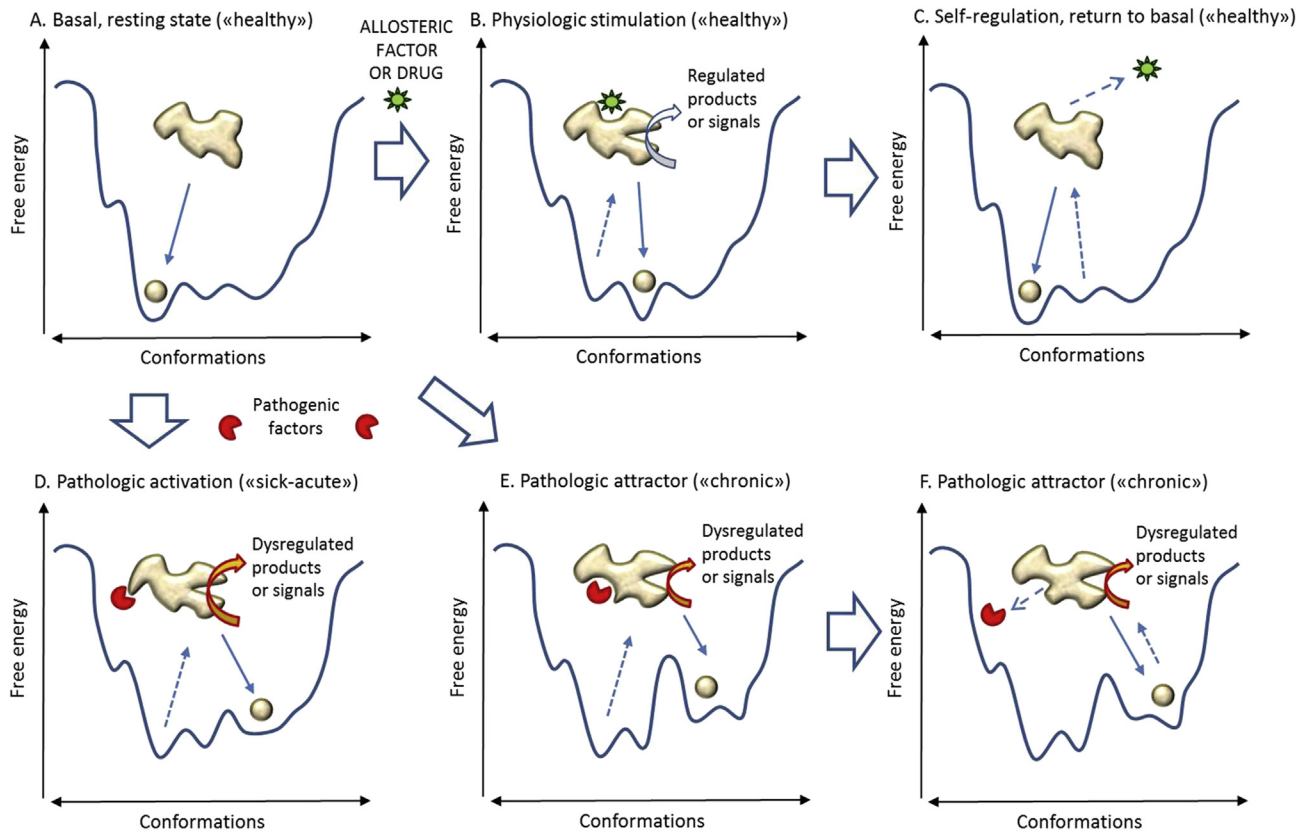 A. Basal, resting state («healthy»)
ALLOSTERIC
FACTOR
OR DRUG
B. Physiologic stimulation («healthy»)
C. Self-regulation, return to basal («healthy»)
Regulated
products
or signals
Free energy
Free energy
Free energy
Conformations
Conformations
Conformations
Pathogenic
factors
D. Pathologic activation («sick-acute»)
E. Pathologic attractor («chronic»)
F. Pathologic attractor («chronic»)
Dysregulated
products
or signals
Dysregulated
products
or signals
Dysregulated
products
or signals
Free energy
Free energy
Free energy
Conformations
Conformations
Conformations